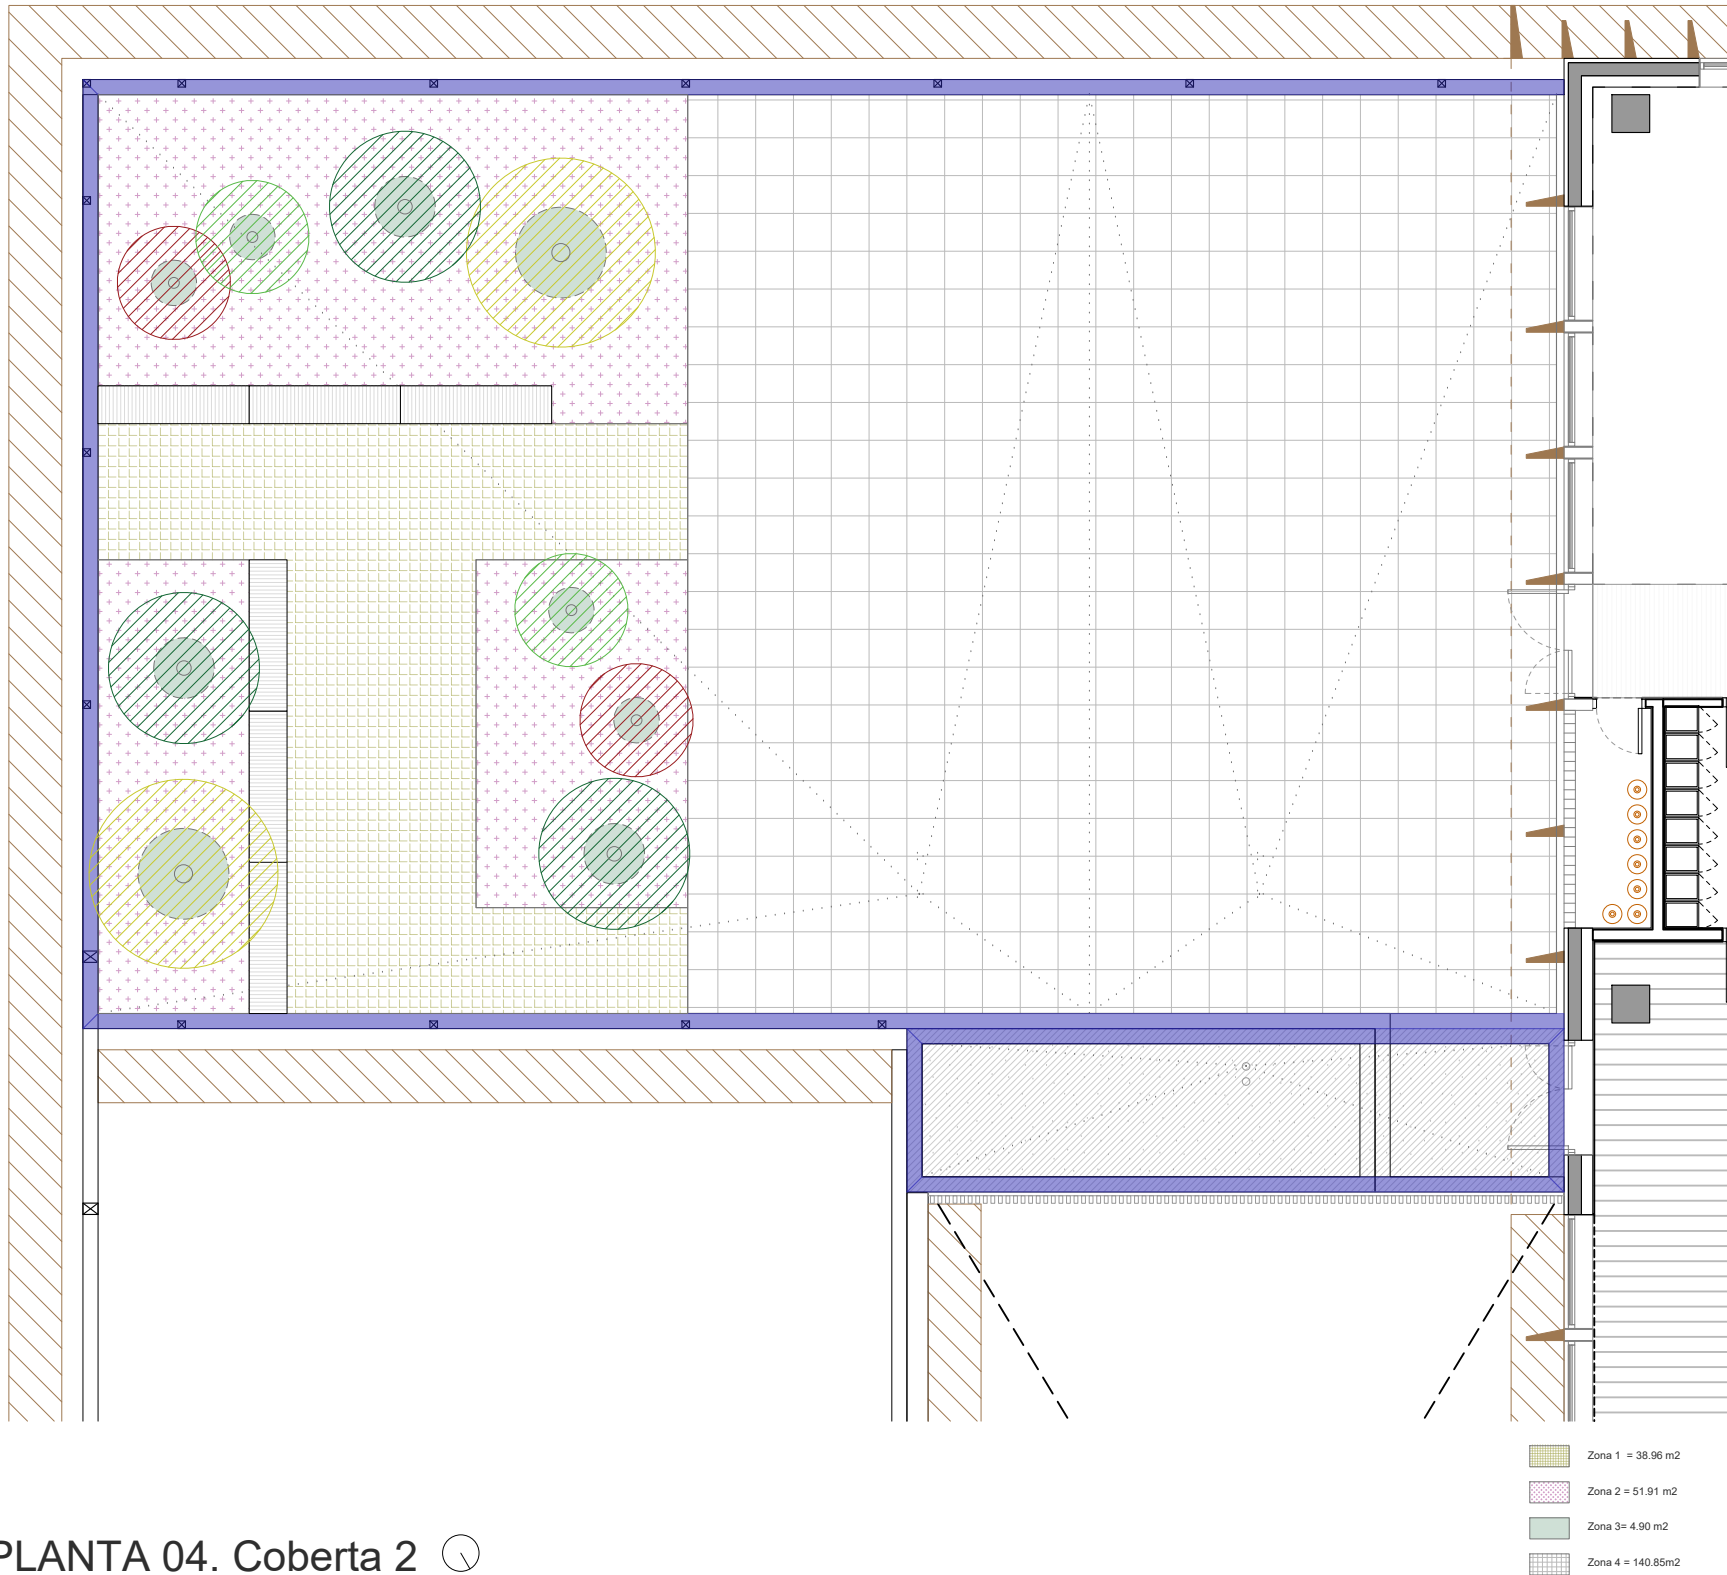 Zona 1 = 38.96 m2
Zona 2 = 51.91 m2
Zona 3= 4.90 m2
Zona 4 = 140.85m2
PLANTA 04. Coberta 2